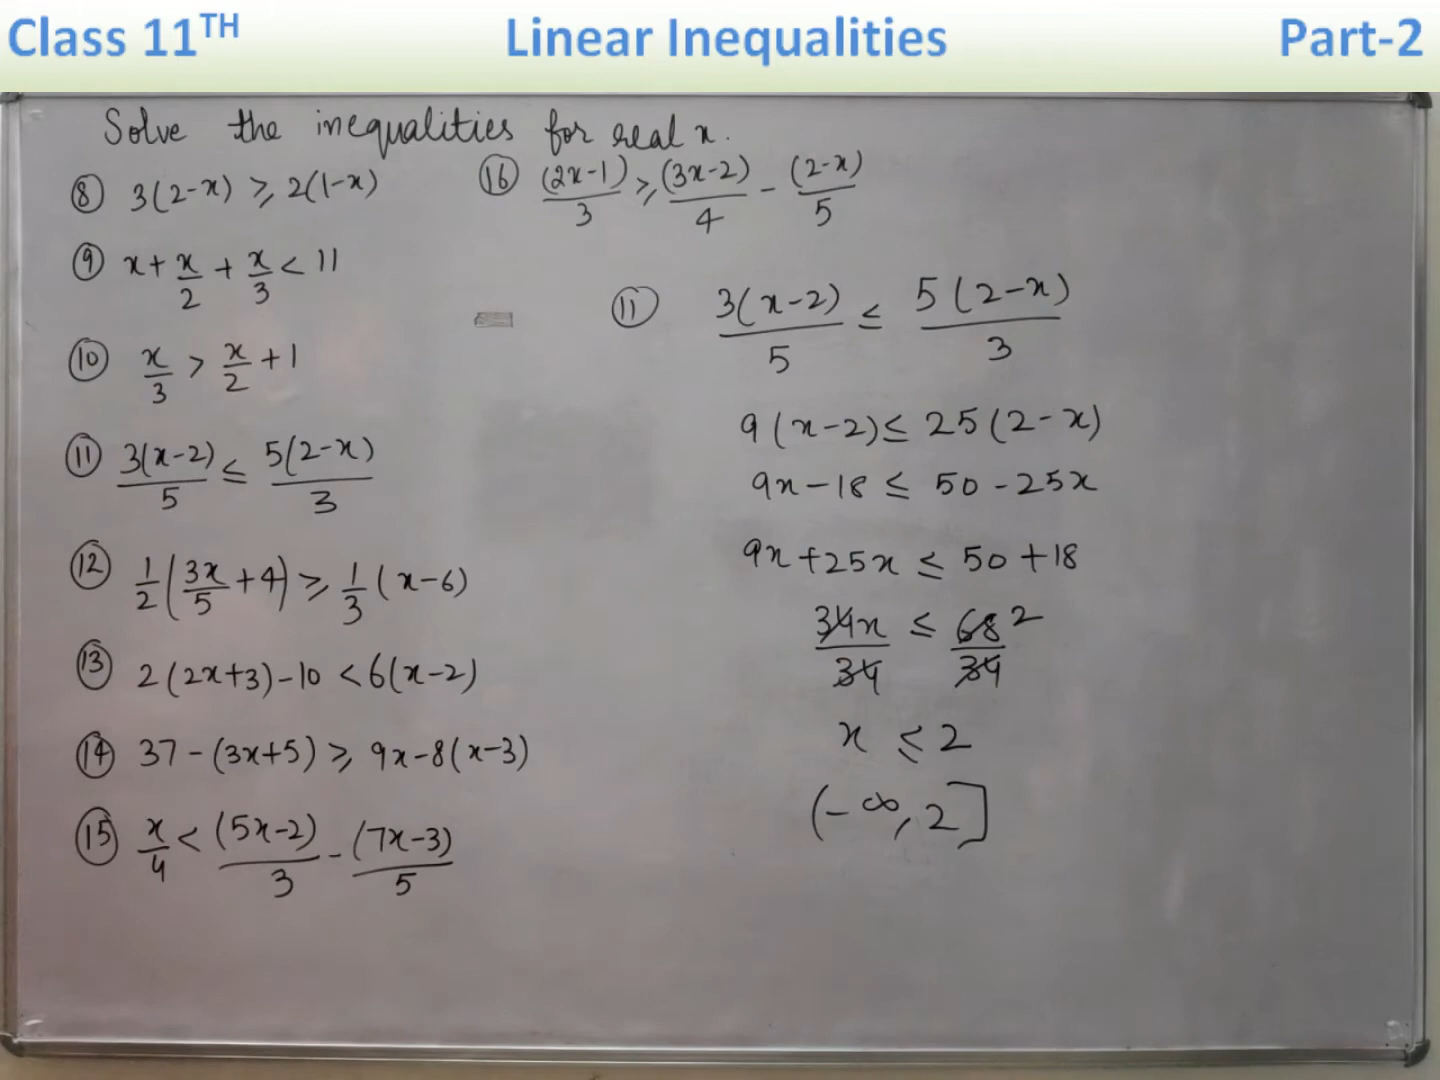 Class 11TH Linear Inequalities Part-2
Solve the inequalities for real x.
(8) 3(2-x) ≥ 2(1-x)
(9) x + x/2 + x/3 < 11
(10) x/3 > x/2 + 1
(11) 3(x-2)/5 ≤ 5(2-x)/3
(12) 1/2 (3x/5 + 4) ≥ 1/3 (x-6)
(13) 2(2x+3) - 10 < 6(x-2)
(14) 37 - (3x+5) ≥ 9x - 8(x-3)
(15) x/4 < (5x-2)/3 - (7x-3)/5
(16) (2x-1)/3 ≥ (3x-2)/4 - (2-x)/5
(11) 3(x-2)/5 ≤ 5(2-x)/3
9(x-2) ≤ 25(2-x)
9x - 18 ≤ 50 - 25x
9x + 25x ≤ 50 + 18
34x/34 ≤ 68/34 2
x ≤ 2
(-∞, 2]